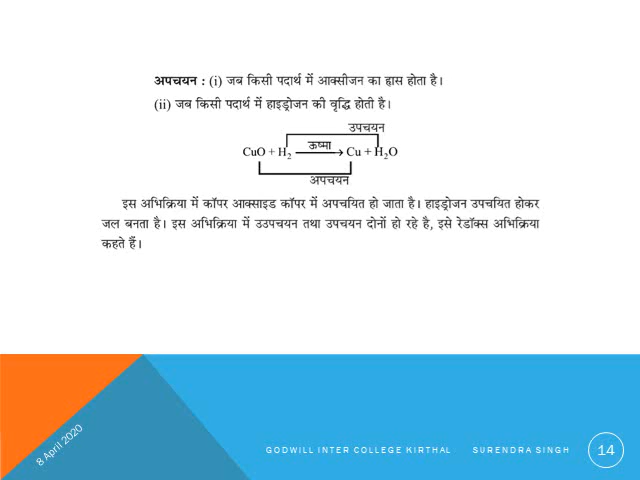 अपचयन : (i) जब किसी पदार्थ में आक्सीजन का ह्रास होता है।
(ii) जब किसी पदार्थ में हाइड्रोजन की वृद्धि होती है।
उपचयन
CuO + H₂ ऊष्मा→ Cu + H₂O
अपचयन
इस अभिक्रिया में कॉपर आक्साइड कॉपर में अपचयित हो जाता है। हाइड्रोजन उपचयित होकर
जल बनता है। इस अभिक्रिया में उउपचयन तथा उपचयन दोनों हो रहे है, इसे रेडॉक्स अभिक्रिया
कहते हैं।
8 April 2020
GODWILL INTER COLLEGE KIRTHAL SURENDRA SINGH
14